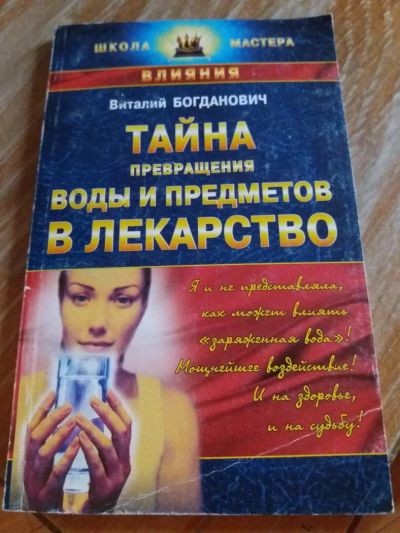 ШКОЛА МАСТЕРА
ВЛИЯНИЯ
Виталий БОГДАНОВИЧ
ТАЙНА
ПРЕВРАЩЕНИЯ
ВОДЫ И ПРЕДМЕТОВ
В ЛЕКАРСТВО
Я и не представляла,
как может влиять
«заряженная вода»!
Мощнейшее воздействие!
И на здоровье,
и на судьбу!